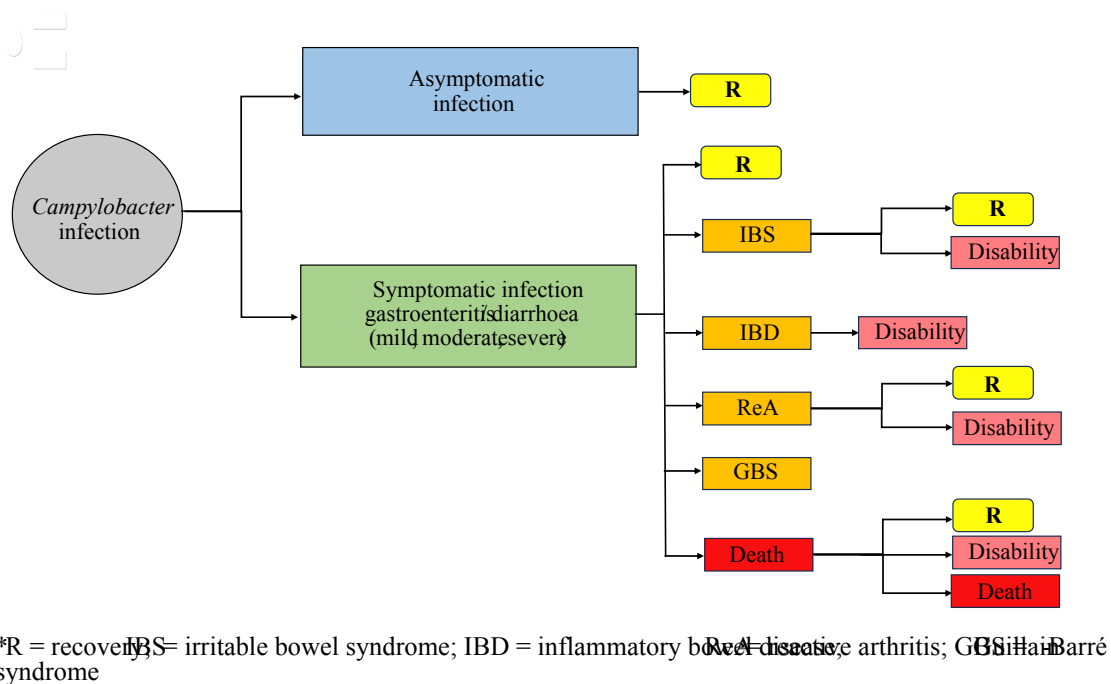 Asymptomatic
infection
R
Campylobacter
infection
Symptomatic infection
gastroenteritis/diarrhoea
(mild, moderate, severe)
R
IBS
R
Disability
IBD
Disability
ReA
R
Disability
GBS
Death
R
Disability
Death
*R = recovery; IBS = irritable bowel syndrome; IBD = inflammatory bowel disease; ReA = reactive arthritis; GBS = Guillain-Barré
syndrome